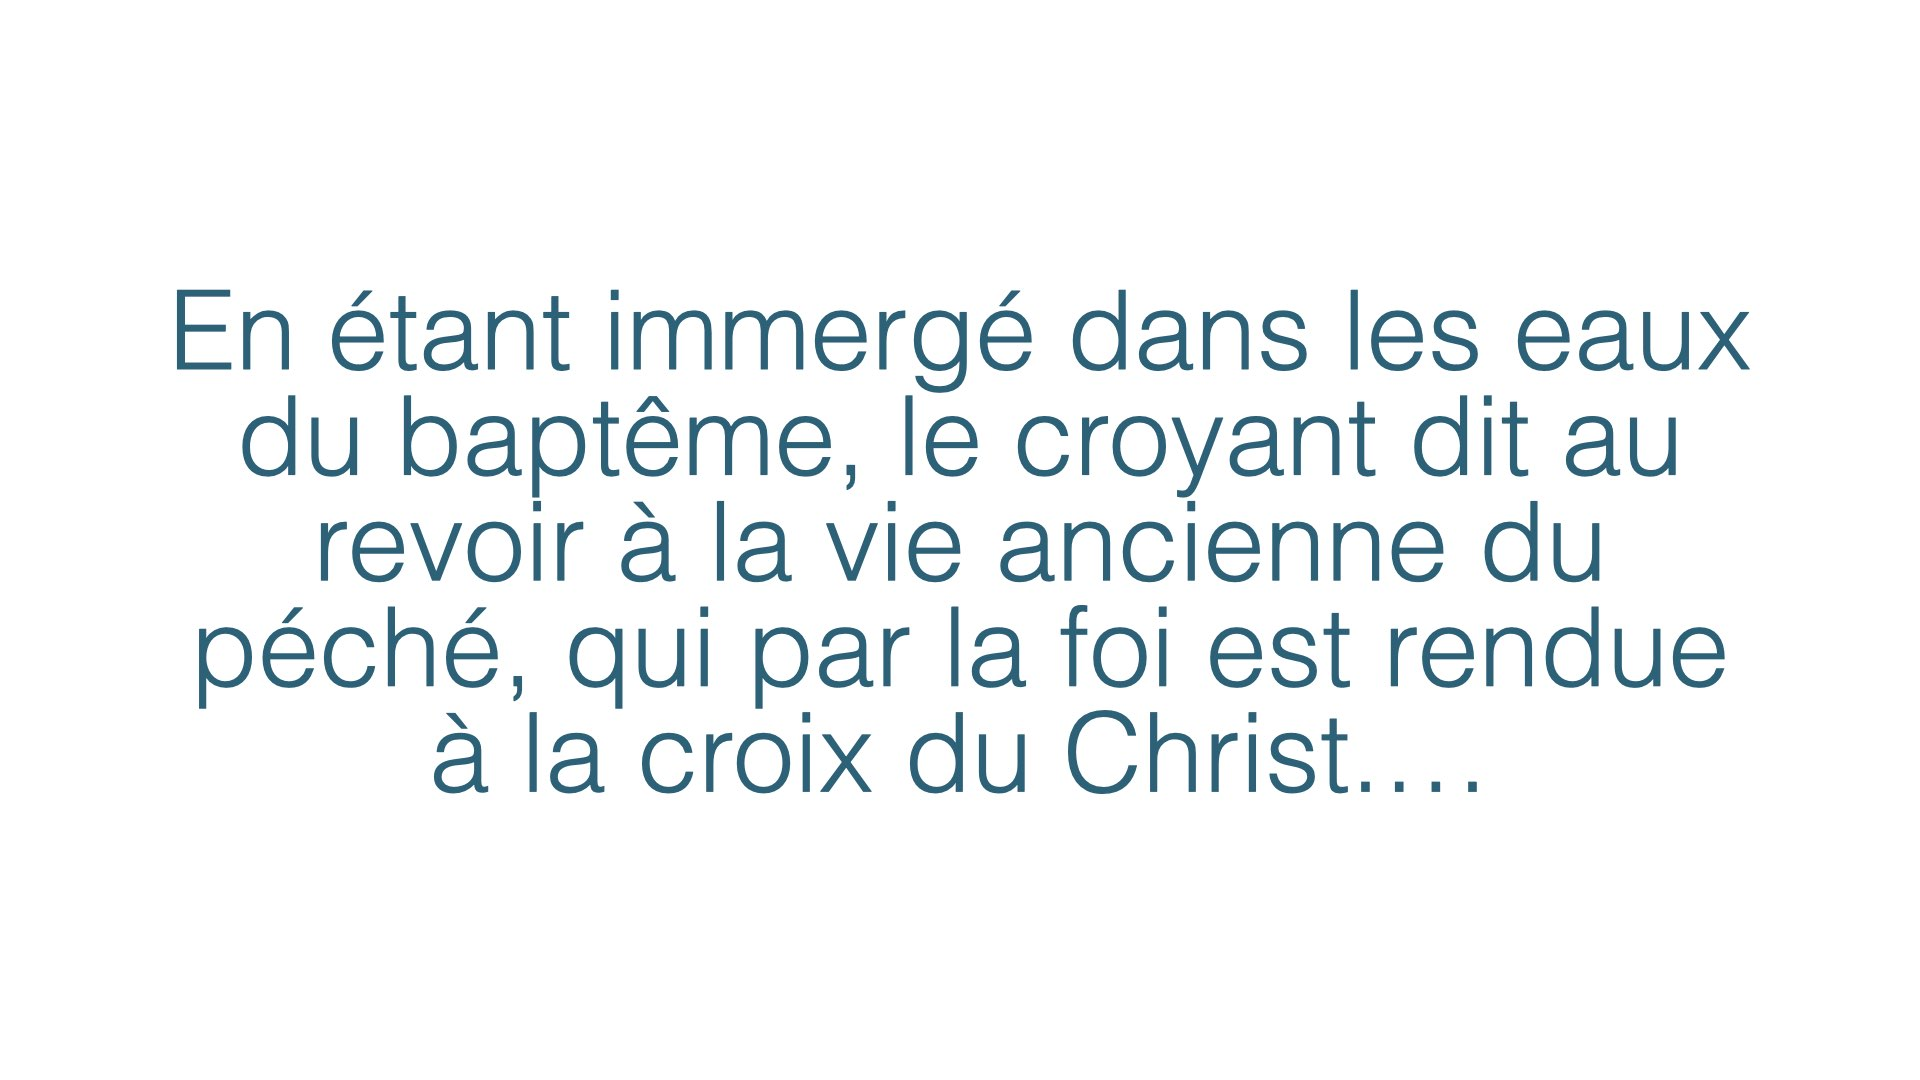 En étant immergé dans les eaux
du baptême, le croyant dit au
revoir à la vie ancienne du
péché, qui par la foi est rendue
à la croix du Christ....